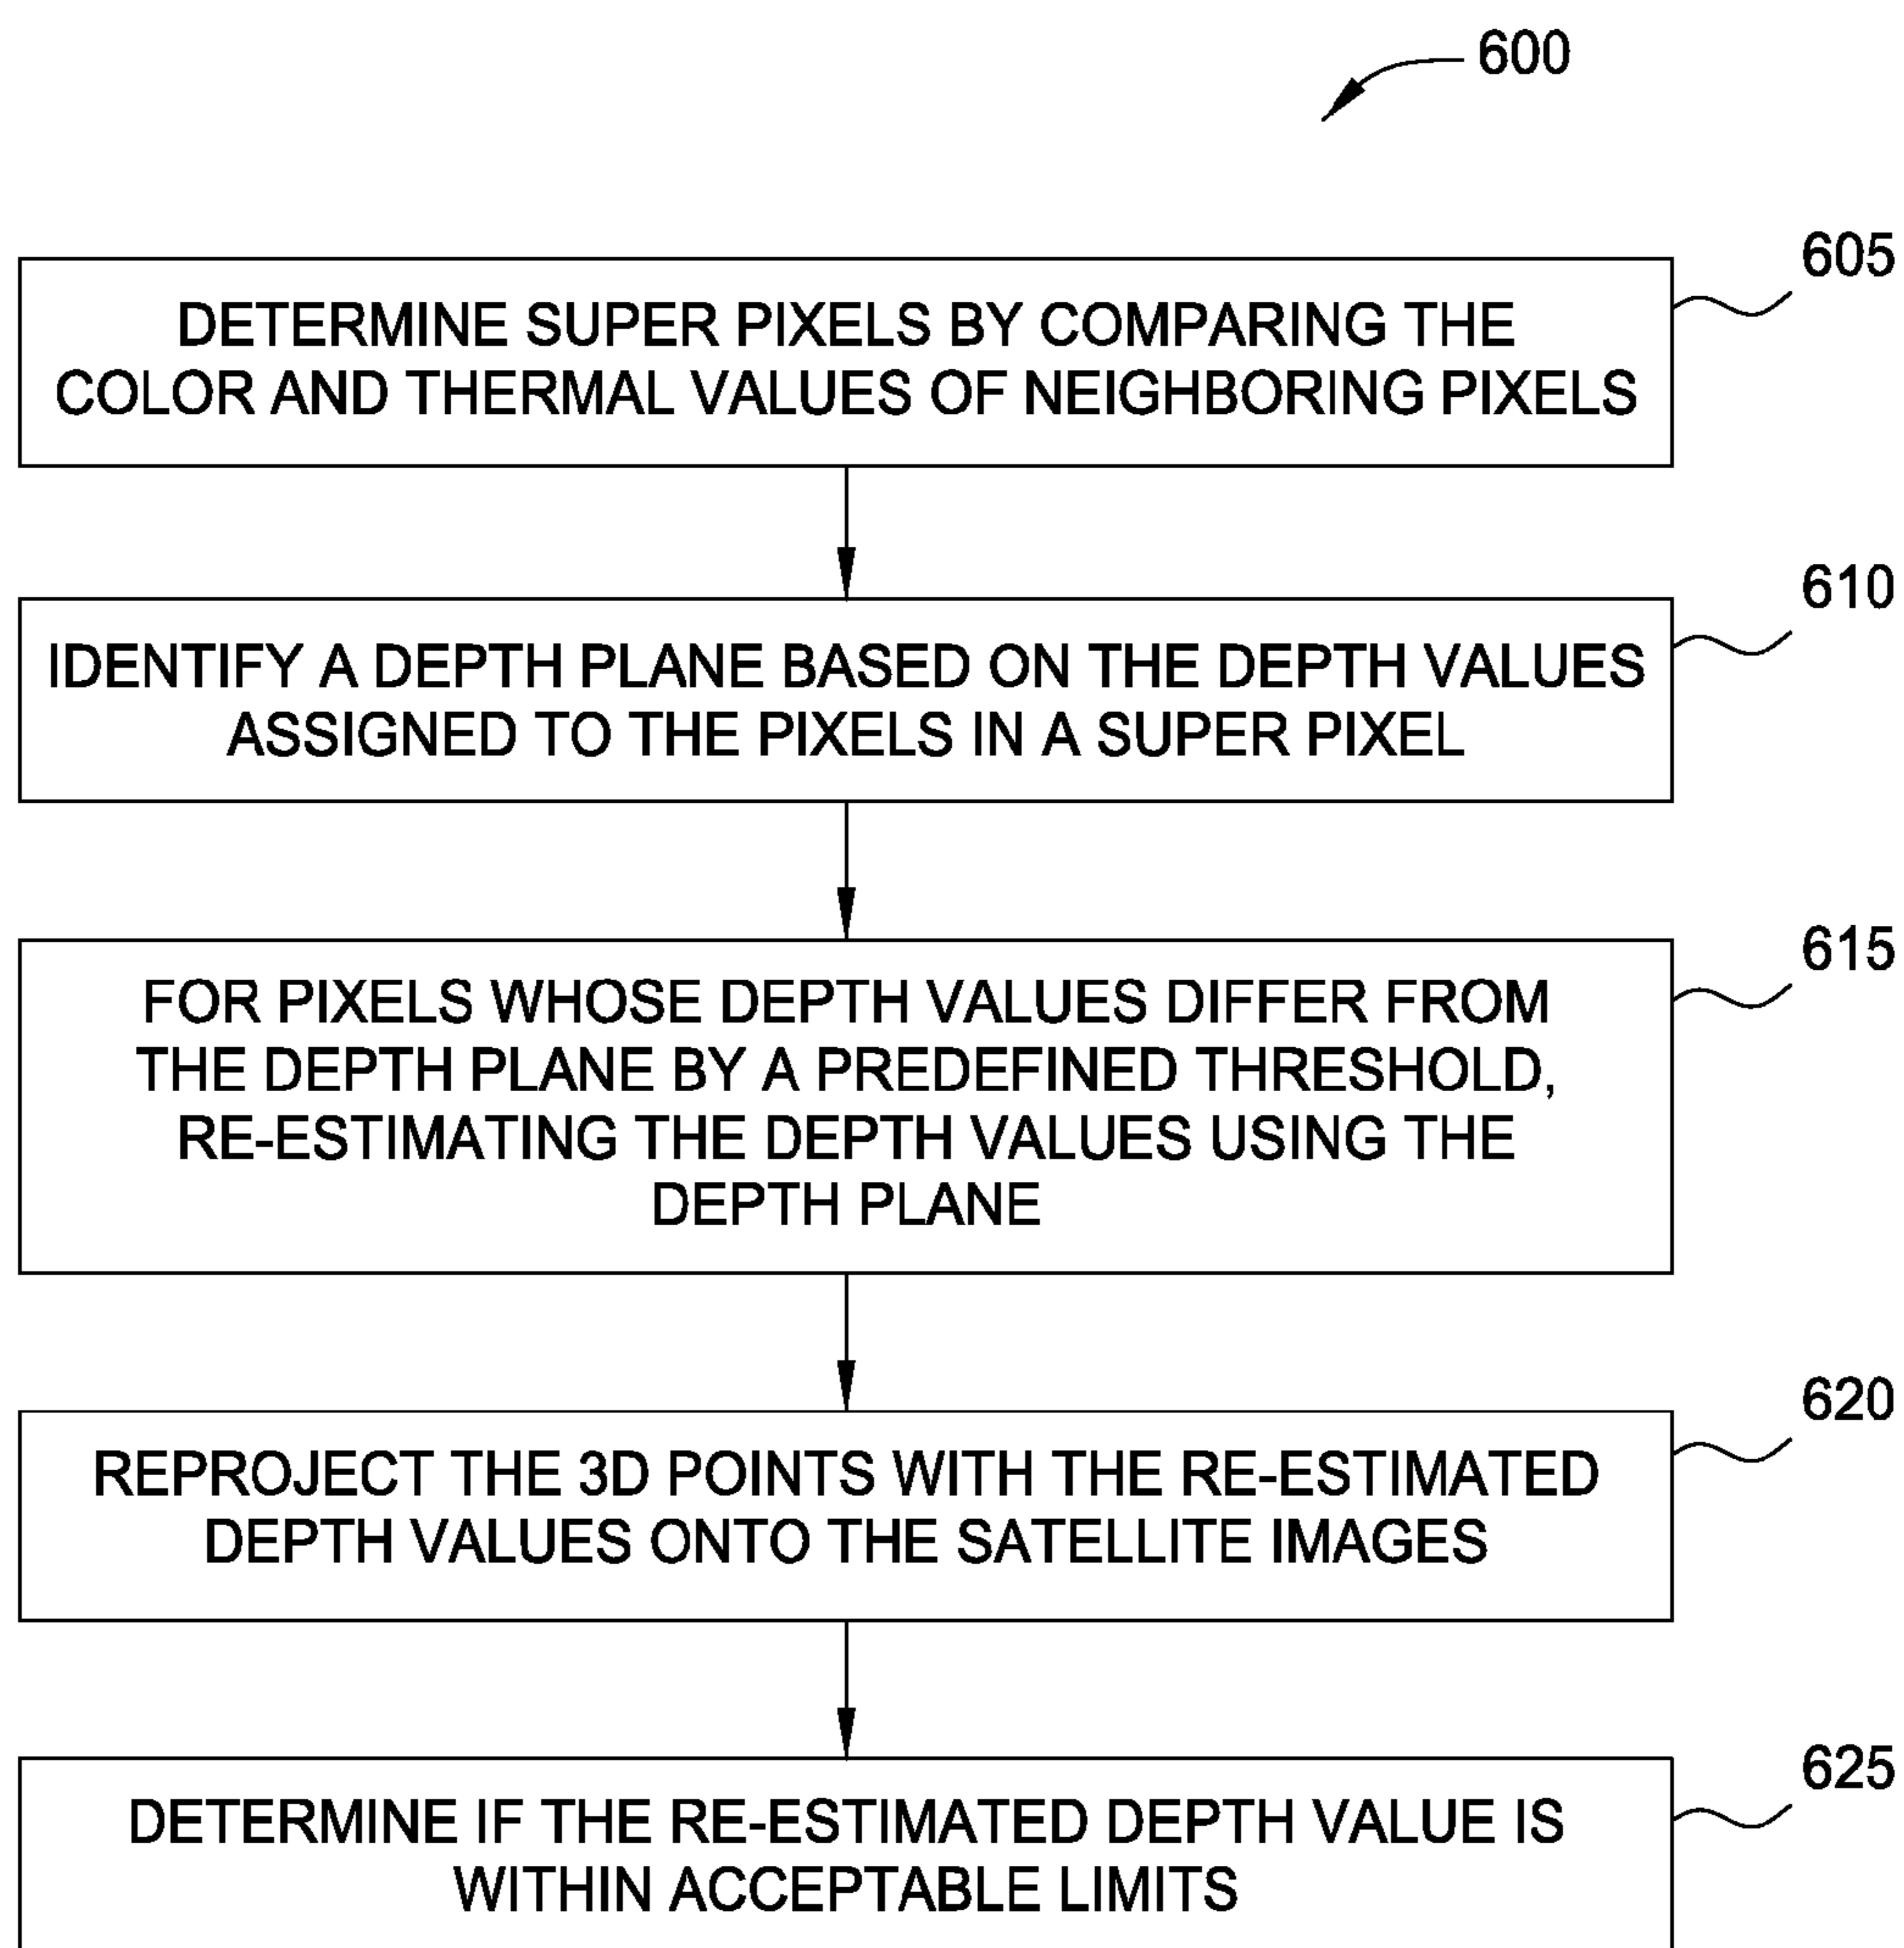 600
605
DETERMINE SUPER PIXELS BY COMPARING THE
COLOR AND THERMAL VALUES OF NEIGHBORING PIXELS
610
IDENTIFY A DEPTH PLANE BASED ON THE DEPTH VALUES
ASSIGNED TO THE PIXELS IN A SUPER PIXEL
615
FOR PIXELS WHOSE DEPTH VALUES DIFFER FROM
THE DEPTH PLANE BY A PREDEFINED THRESHOLD,
RE-ESTIMATING THE DEPTH VALUES USING THE
DEPTH PLANE
620
REPROJECT THE 3D POINTS WITH THE RE-ESTIMATED
DEPTH VALUES ONTO THE SATELLITE IMAGES
625
DETERMINE IF THE RE-ESTIMATED DEPTH VALUE IS
WITHIN ACCEPTABLE LIMITS